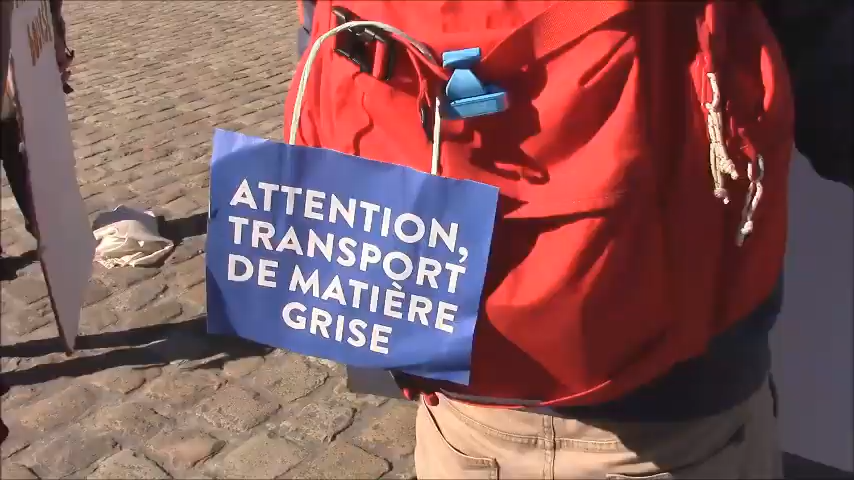 ATTENTION,
TRANSPORT
DE MATIÈRE
GRISE